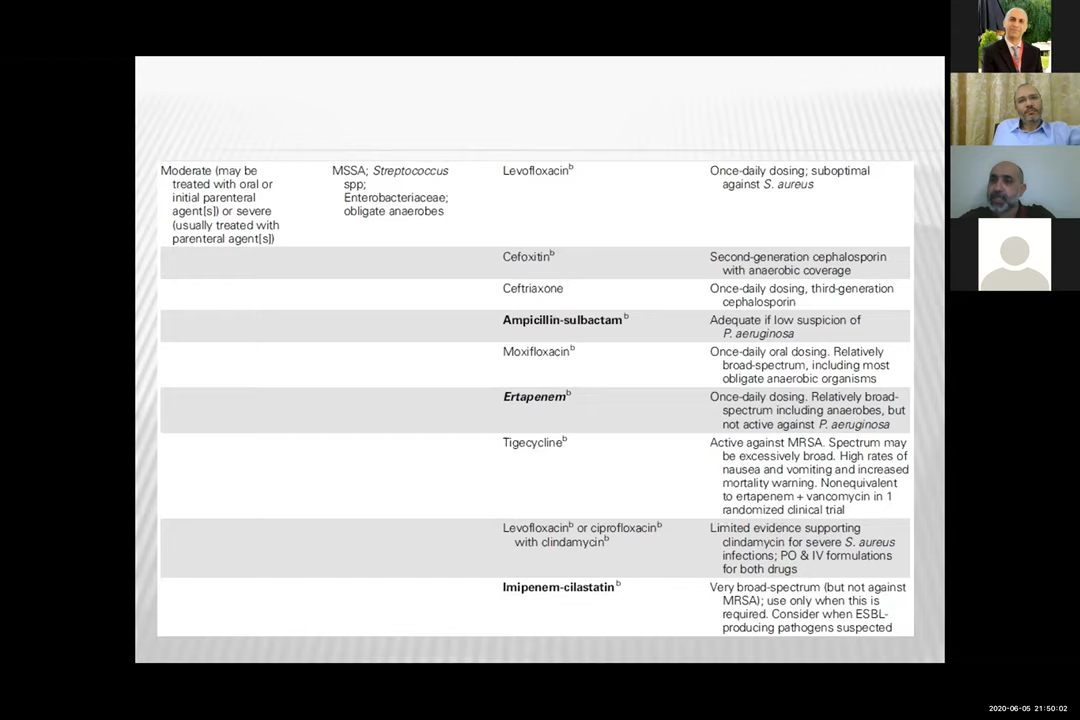 Moderate (may be
treated with oral or
initial parenteral
agent[s]) or severe
(usually treated with
parenteral agent[s])
MSSA; Streptococcus
spp;
Enterobacteriaceae;
obligate anaerobes
Levofloxacinb
Once-daily dosing; suboptimal
against S. aureus
Cefoxitinb
Second-generation cephalosporin
with anaerobic coverage
Ceftriaxone
Once-daily dosing, third-generation
cephalosporin
Ampicillin-sulbactam b
Adequate if low suspicion of
P. aeruginosa
Moxifloxacinb
Once-daily oral dosing. Relatively
broad-spectrum, including most
obligate anaerobic organisms
Ertapenemb
Once-daily dosing. Relatively broad-
spectrum including anaerobes, but
not active against P. aeruginosa
Tigecyclineb
Active against MRSA. Spectrum may
be excessively broad. High rates of
nausea and vomiting and increased
mortality warning. Nonequivalent
to ertapenem + vancomycin in 1
randomized clinical trial
Levofloxacinb or ciprofloxacinb
with clindamycinb
Limited evidence supporting
clindamycin for severe S. aureus
infections; PO & IV formulations
for both drugs
Imipenem-cilastatin b
Very broad-spectrum (but not against
MRSA); use only when this is
required. Consider when ESBL-
producing pathogens suspected
2020-06-05 21:50:02